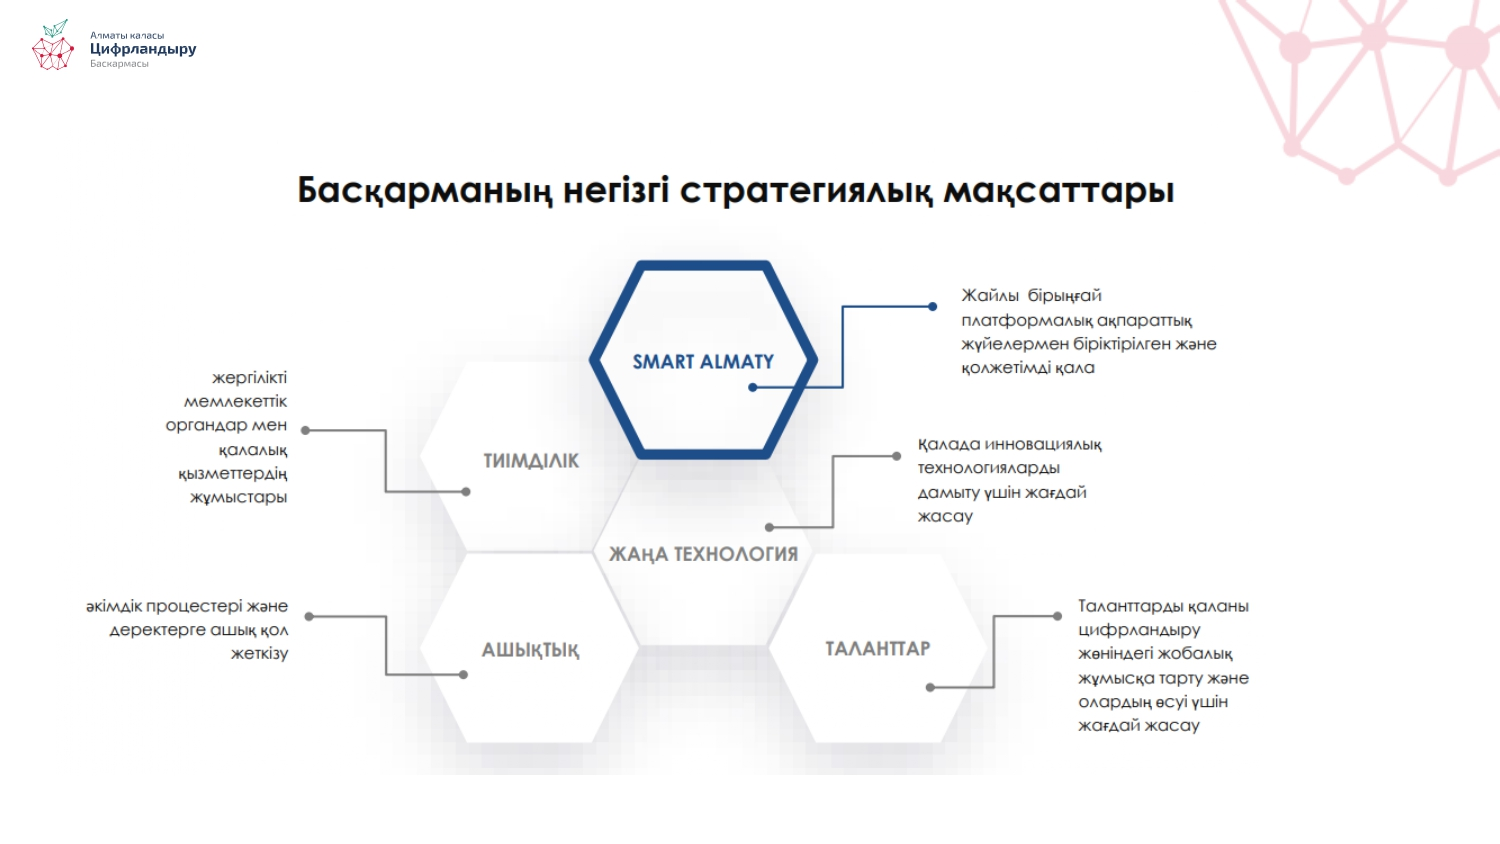 Алматы қаласы
Цифрландыру
Басқармасы
Басқарманың негізгі стратегиялық мақсаттары
SMART ALMATY
Жайлы бірыңғай
платформалық ақпараттық
жүйелермен біріктірілген және
қолжетімді қала
жергілікті
мемлекеттік
органдар мен
қалалық
қызметтердің
жұмыстары
ТИІМДІЛІК
Қалада инновациялық
технологияларды
дамыту үшін жағдай
жасау
ЖАҢА ТЕХНОЛОГИЯ
әкімдік процестері және
деректерге ашық қол
жеткізу
АШЫҚТЫҚ
ТАЛАНТТАР
Таланттарды қаланы
цифрландыру
жөніндегі жобалық
жұмысқа тарту және
олардың өсуі үшін
жағдай жасау